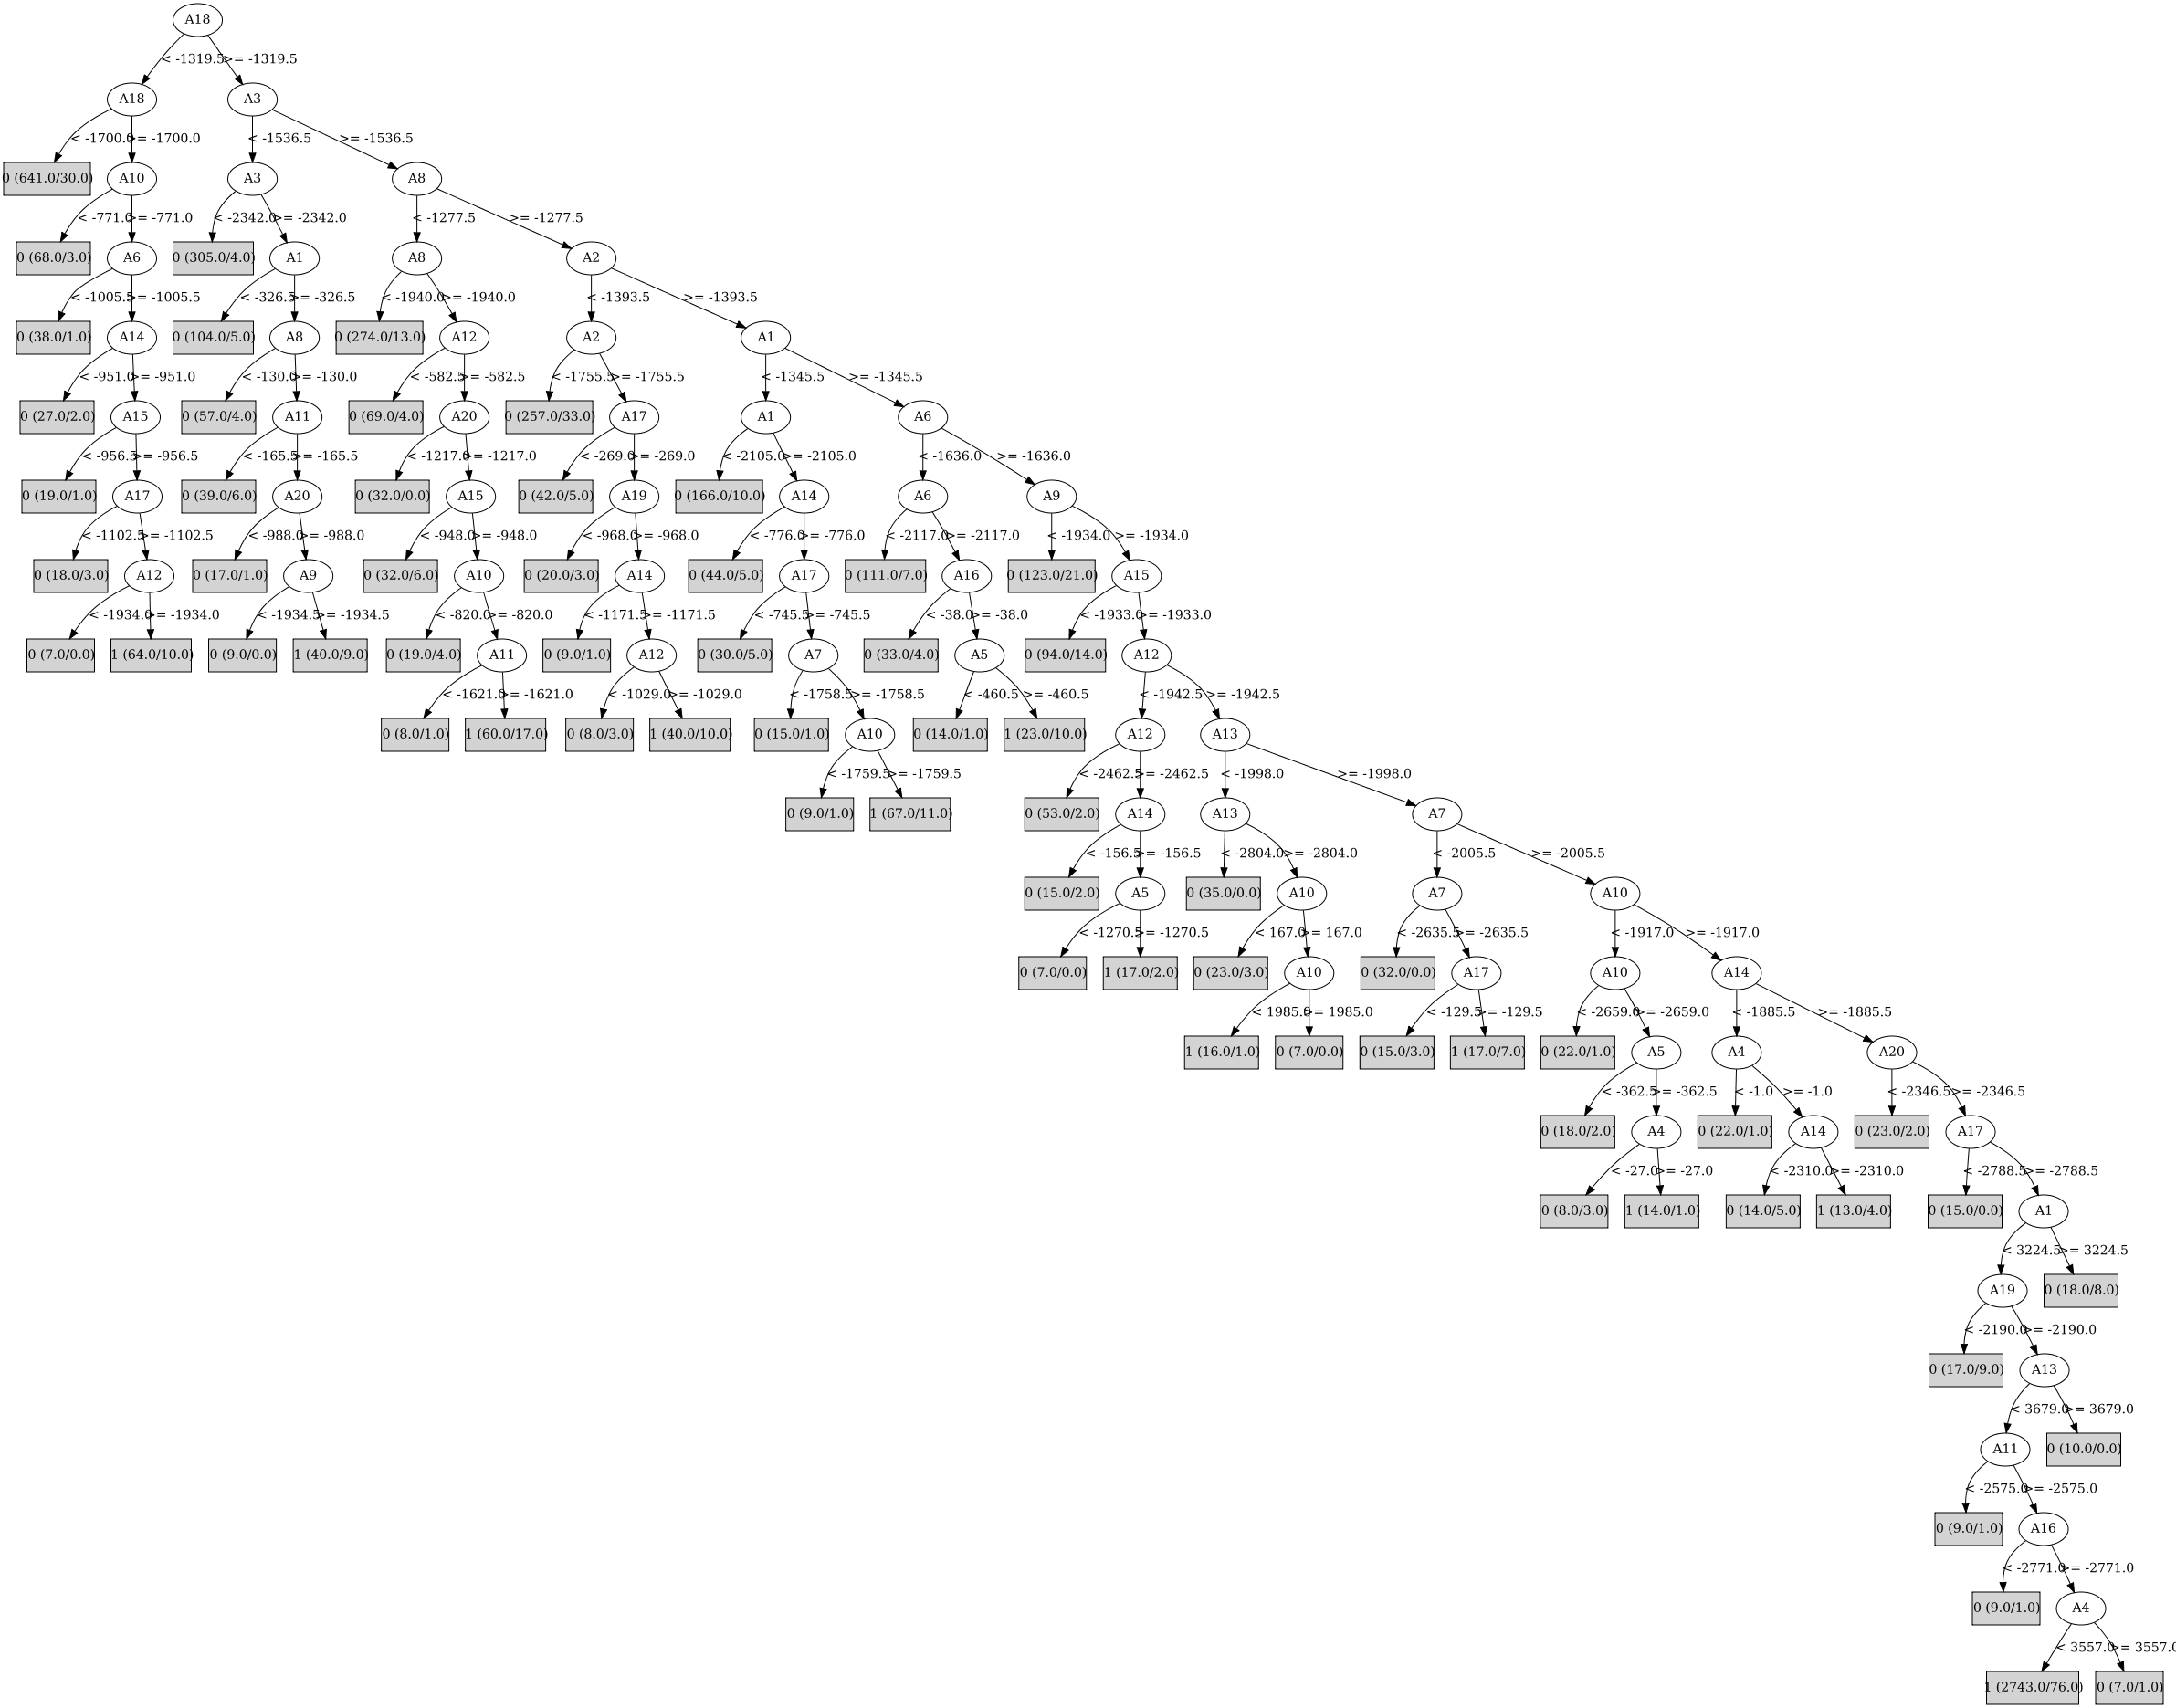 A18
< -1319.5 >= -1319.5
A18 A3
< -1700.0 >= -1700.0 < -1536.5 >= -1536.5
0 (641.0/30.0) A10 A3 A8
< -771.0 >= -771.0 < -2342.0 >= -2342.0 < -1277.5 >= -1277.5
0 (68.0/3.0) A6 0 (305.0/4.0) A1 A8 A2
< -1005.5 >= -1005.5 < -326.5 >= -326.5 < -1940.0 >= -1940.0 < -1393.5 >= -1393.5
0 (38.0/1.0) A14 0 (104.0/5.0) A8 0 (274.0/13.0) A12 A2 A1
< -951.0 >= -951.0 < -130.0 >= -130.0 < -582.5 >= -582.5 < -1755.5 >= -1755.5 < -1345.5 >= -1345.5
0 (27.0/2.0) A15 0 (57.0/4.0) A11 0 (69.0/4.0) A20 0 (257.0/33.0) A17 A1 A6
< -956.5 >= -956.5 < -165.5 >= -165.5 < -1217.0 >= -1217.0 < -269.0 >= -269.0 < -2105.0 >= -2105.0 < -1636.0 >= -1636.0
0 (19.0/1.0) A17 0 (39.0/6.0) A20 0 (32.0/0.0) A15 0 (42.0/5.0) A19 0 (166.0/10.0) A14 A6 A9
< -1102.5 >= -1102.5 < -988.0 >= -988.0 < -948.0 >= -948.0 < -968.0 >= -968.0 < -776.0 >= -776.0 < -2117.0 >= -2117.0 < -1934.0 >= -1934.0
0 (18.0/3.0) A12 0 (17.0/1.0) A9 0 (32.0/6.0) A10 0 (20.0/3.0) A14 0 (44.0/5.0) A17 0 (111.0/7.0) A16 0 (123.0/21.0) A15
< -1934.0 >= -1934.0 < -1934.5 >= -1934.5 < -820.0 >= -820.0 < -1171.5 >= -1171.5 < -745.5 >= -745.5 < -38.0 >= -38.0 < -1933.0 >= -1933.0
0 (7.0/0.0) 1 (64.0/10.0) 0 (9.0/0.0) 1 (40.0/9.0) 0 (19.0/4.0) A11 0 (9.0/1.0) A12 0 (30.0/5.0) A7 0 (33.0/4.0) A5 0 (94.0/14.0) A12
< -1621.0 >= -1621.0 < -1029.0 >= -1029.0 < -1758.5 >= -1758.5 < -460.5 >= -460.5 < -1942.5 >= -1942.5
0 (8.0/1.0) 1 (60.0/17.0) 0 (8.0/3.0) 1 (40.0/10.0) 0 (15.0/1.0) A10 0 (14.0/1.0) 1 (23.0/10.0) A12 A13
< -1759.5 >= -1759.5 < -2462.5 >= -2462.5 < -1998.0 >= -1998.0
0 (9.0/1.0) 1 (67.0/11.0) 0 (53.0/2.0) A14 A13 A7
< -156.5 >= -156.5 < -2804.0 >= -2804.0 < -2005.5 >= -2005.5
0 (15.0/2.0) A5 0 (35.0/0.0) A10 A7 A10
< -1270.5 >= -1270.5 < 167.0 >= 167.0 < -2635.5 >= -2635.5 < -1917.0 >= -1917.0
0 (7.0/0.0) 1 (17.0/2.0) 0 (23.0/3.0) A10 0 (32.0/0.0) A17 A10 A14
< 1985.0 >= 1985.0 < -129.5 >= -129.5 < -2659.0 >= -2659.0 < -1885.5 >= -1885.5
1 (16.0/1.0) 0 (7.0/0.0) 0 (15.0/3.0) 1 (17.0/7.0) 0 (22.0/1.0) A5 A4 A20
< -362.5 >= -362.5 < -1.0 >= -1.0 < -2346.5 >= -2346.5
0 (18.0/2.0) A4 0 (22.0/1.0) A14 0 (23.0/2.0) A17
< -27.0 >= -27.0 < -2310.0 >= -2310.0 < -2788.5 >= -2788.5
0 (8.0/3.0) 1 (14.0/1.0) 0 (14.0/5.0) 1 (13.0/4.0) 0 (15.0/0.0) A1
< 3224.5 >= 3224.5
A19 0 (18.0/8.0)
< -2190.0 >= -2190.0
0 (17.0/9.0) A13
< 3679.0 >= 3679.0
A11 0 (10.0/0.0)
< -2575.0 >= -2575.0
0 (9.0/1.0) A16
< -2771.0 >= -2771.0
0 (9.0/1.0) A4
< 3557.0 >= 3557.0
1 (2743.0/76.0) 0 (7.0/1.0)